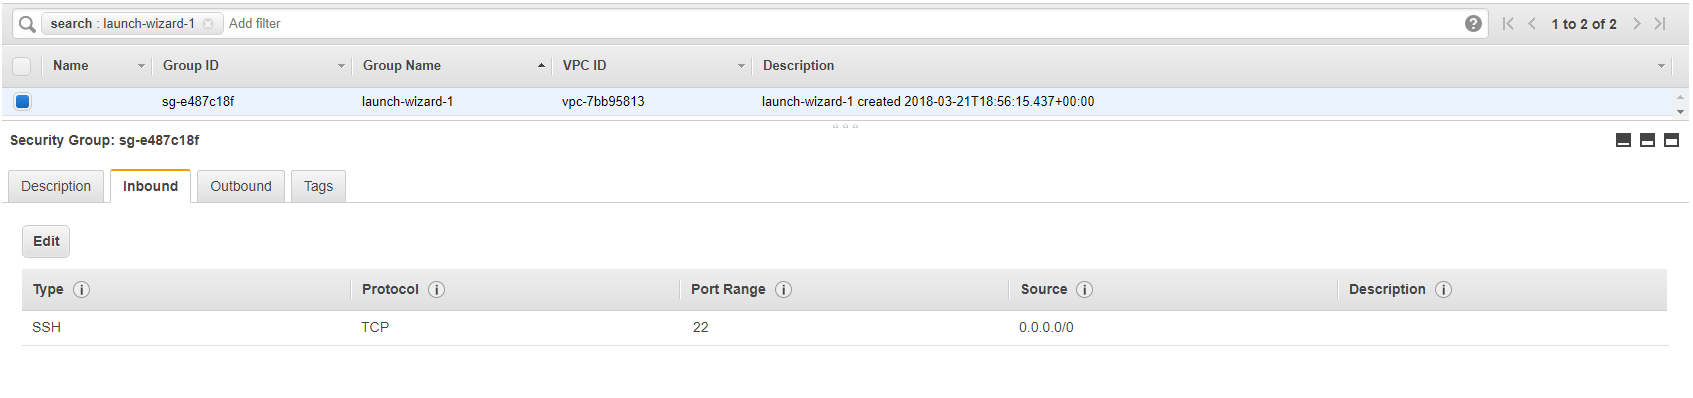 search : launch-wizard-1 Add filter 1 to 2 of 2
Name Group ID Group Name VPC ID Description
sg-e487c18f launch-wizard-1 vpc-7bb95813 launch-wizard-1 created 2018-03-21T18:56:15.437+00:00
Security Group: sg-e487c18f
Description Inbound Outbound Tags
Edit
Type Protocol Port Range Source Description
SSH TCP 22 0.0.0.0/0